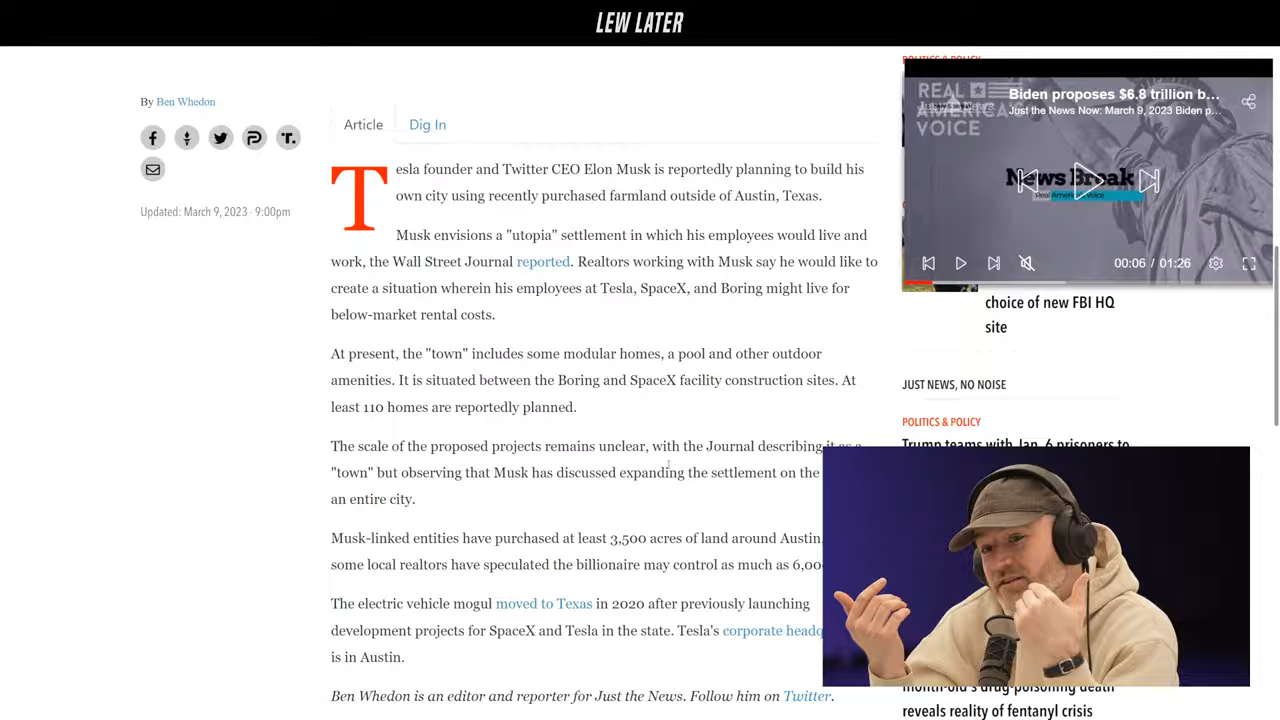 LEW LATER
By Ben Whedon
Updated: March 9, 2023 · 9:00pm
Article
Dig In
Tesla founder and Twitter CEO Elon Musk is reportedly planning to build his
own city using recently purchased farmland outside of Austin, Texas.
Musk envisions a "utopia" settlement in which his employees would live and
work, the Wall Street Journal reported. Realtors working with Musk say he would like to
create a situation wherein his employees at Tesla, SpaceX, and Boring might live for
below-market rental costs.
At present, the "town" includes some modular homes, a pool and other outdoor
amenities. It is situated between the Boring and SpaceX facility construction sites. At
least 110 homes are reportedly planned.
The scale of the proposed projects remains unclear, with the Journal describing it as a
"town" but observing that Musk has discussed expanding the settlement on the
an entire city.
Musk-linked entities have purchased at least 3,500 acres of land around Austin.
some local realtors have speculated the billionaire may control as much as 6,00
The electric vehicle mogul moved to Texas in 2020 after previously launching
development projects for SpaceX and Tesla in the state. Tesla's corporate headq
is in Austin.
Ben Whedon is an editor and reporter for Just the News. Follow him on Twitter.
POLITICS & POLICY
REAL
AMERICA'S
VOICE
Biden proposes $6.8 trillion b...
Just the News Now: March 9, 2023 Biden p...
News Break
Real America's Voice
00:06 / 01:26
choice of new FBI HQ
site
JUST NEWS, NO NOISE
POLITICS & POLICY
Trump teams with Jan. 6 prisoners to
month-old's drug-poisoning death
reveals reality of fentanyl crisis